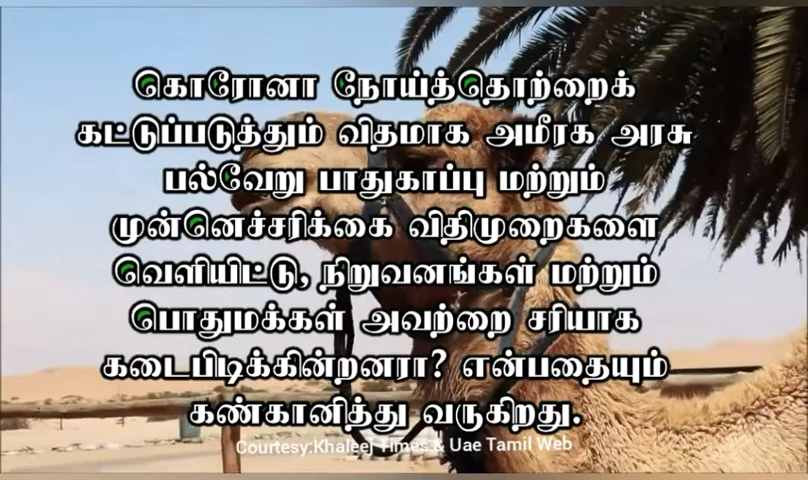 கொரோனா நோய்த்தொற்றைக்
கட்டுப்படுத்தும் விதமாக அமீரக அரசு
பல்வேறு பாதுகாப்பு மற்றும்
முன்னெச்சரிக்கை விதிமுறைகளை
வெளியிட்டு, நிறுவனங்கள் மற்றும்
பொதுமக்கள் அவற்றை சரியாக
கடைபிடிக்கின்றனரா? என்பதையும்
கண்கானித்து வருகிறது.
Courtesy:Khaleej Times & Uae Tamil Web